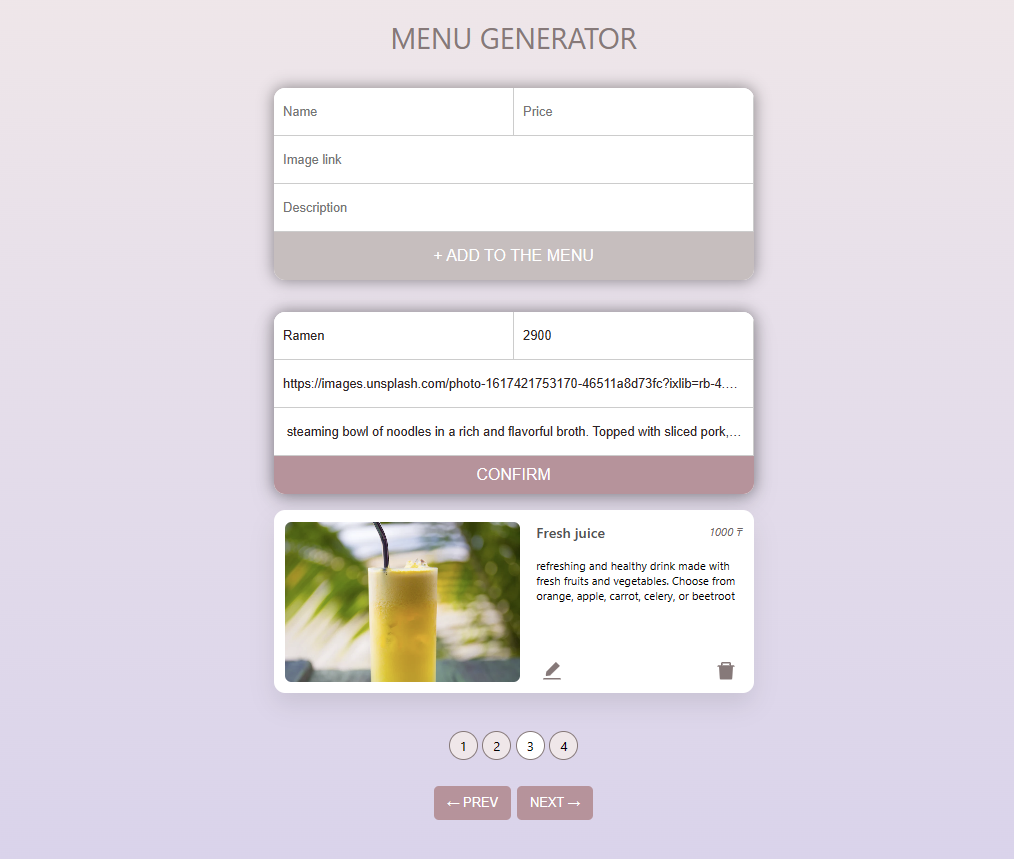 MENU GENERATOR
Name Price
Image link
Description
+ ADD TO THE MENU
Ramen 2900
https://images.unsplash.com/photo-1617421753170-46511a8d73fc?ixlib=rb-4....
steaming bowl of noodles in a rich and flavorful broth. Topped with sliced pork,...
CONFIRM
Fresh juice 1000 ₸
refreshing and healthy drink made with
fresh fruits and vegetables. Choose from
orange, apple, carrot, celery, or beetroot
1 2 3 4
← PREV NEXT →